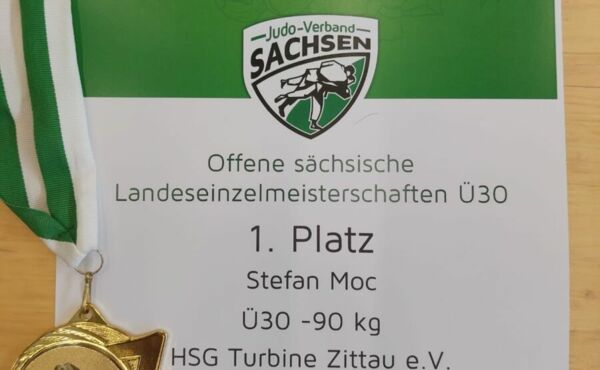 Judo-Verband
SACHSEN
Offene sächsische
Landeseinzelmeisterschaften Ü30
1. Platz
Stefan Moc
Ü30 -90 kg
HSG Turbine Zittau e.V.